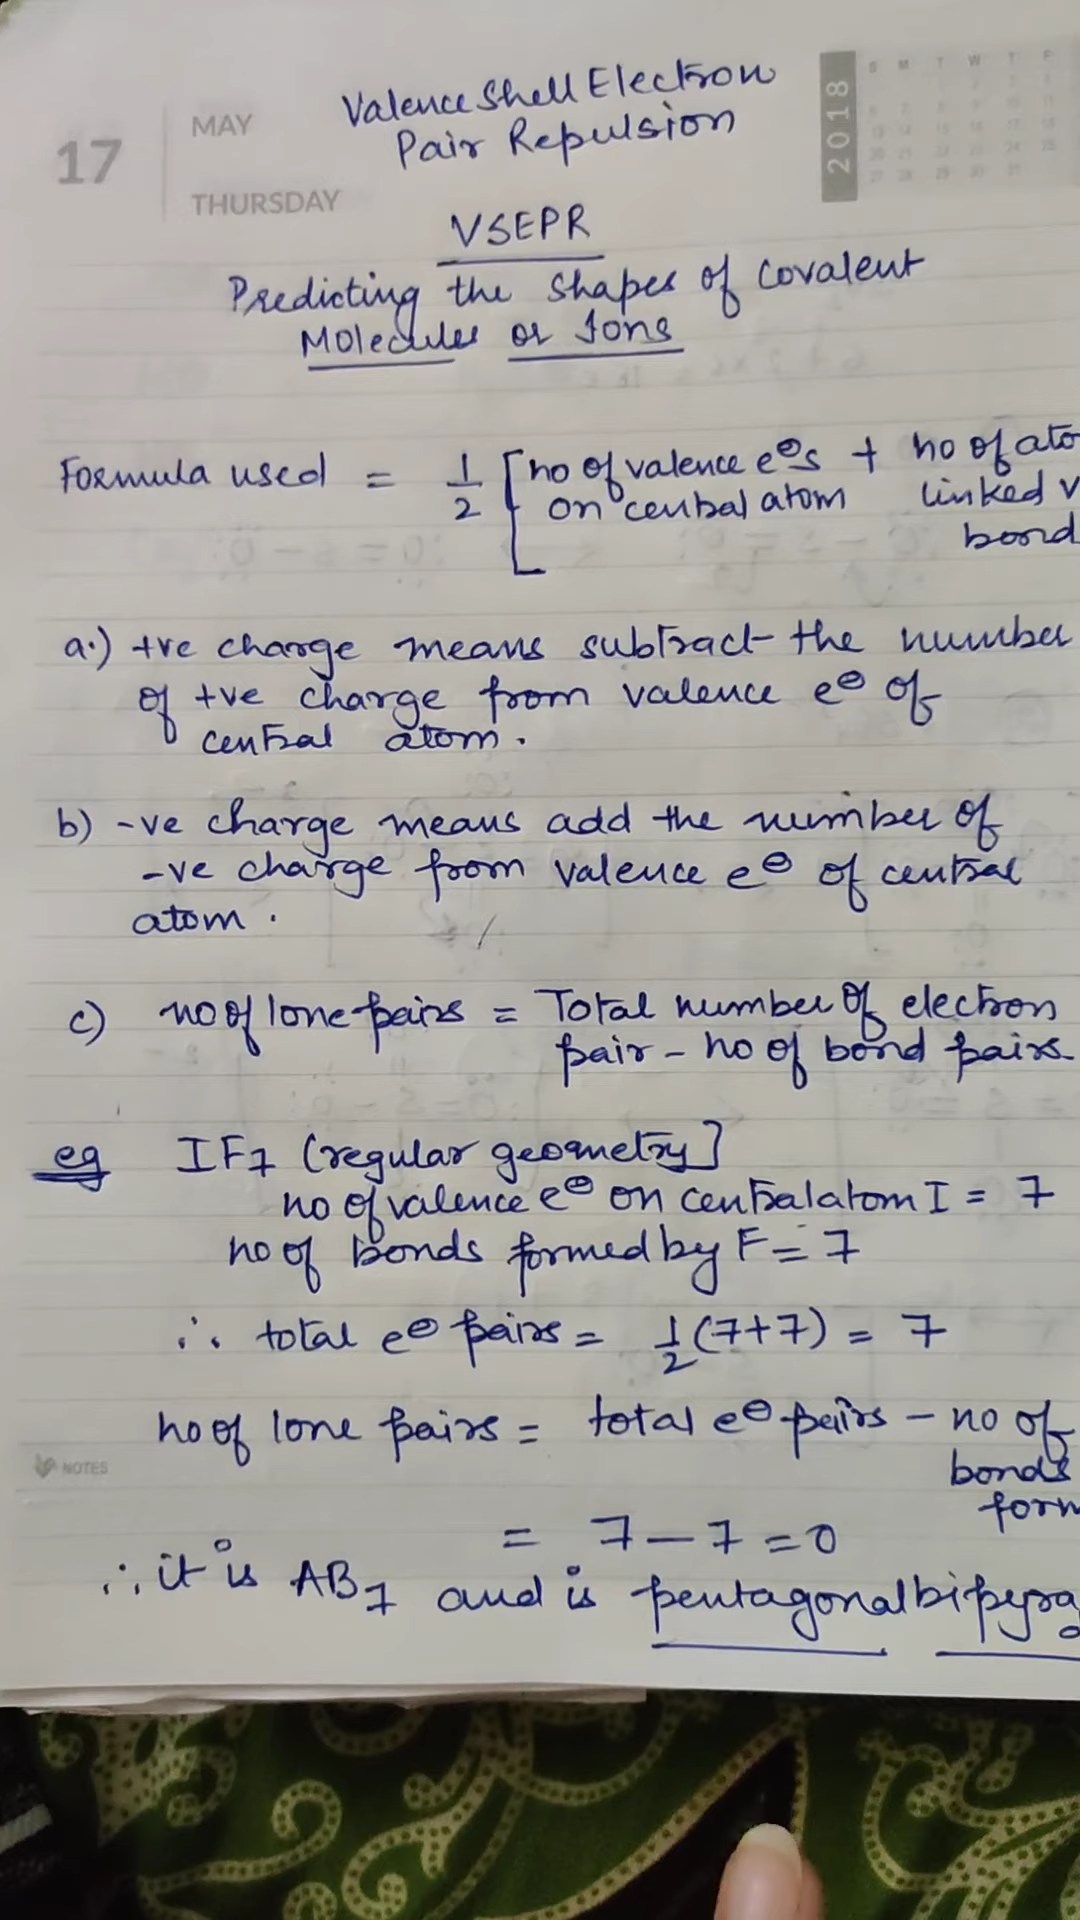 17
MAY
THURSDAY
2018
S M T W T F
Valence Shell Electron
Pair Repulsion
VSEPR
Predicting the shapes of covalent
Molecules or Ions
Formula used = 1/2 [no of valence e⊖s + no of ato
on central atom linked
bond
a.) +ve charge means subtract the number
of +ve charge from valence e⊖ of
central atom.
b) -ve charge means add the number of
-ve charge from valence e⊖ of central
atom.
c) no of lone pairs = Total number of electron
pair - no of bond pairs
eg IF7 (regular geometry]
no of valence e⊖ on central atom I = 7
no of bonds formed by F = 7
∴ total e⊖ pairs = 1/2 (7+7) = 7
no of lone pairs = total e⊖ pairs - no of
bonds
form
NOTES
= 7 - 7 = 0
∴ it is AB7 and is pentagonal bipyra